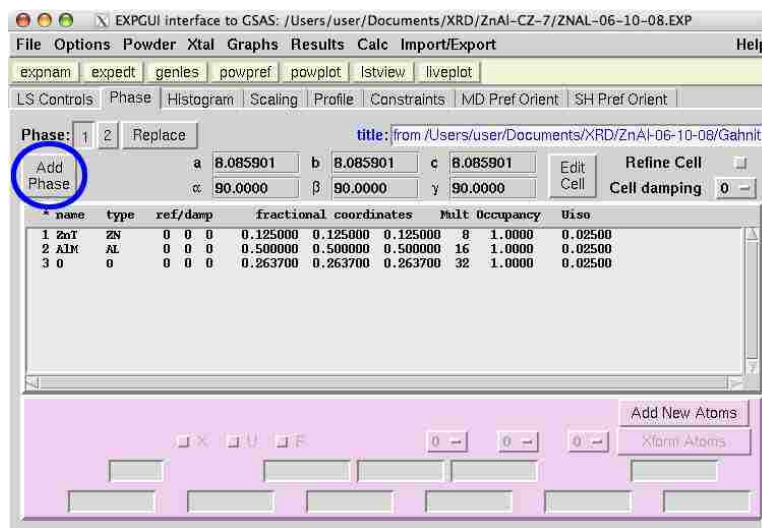 EXPGUI interface to GSAS: /Users/user/Documents/XRD/ZnAl-CZ-7/ZNAL-06-10-08.EXP
File Options Powder Xtal Graphs Results Calc Import/Export Help
expnam expedt genles powpref powplot lstview liveplot
LS Controls Phase Histogram Scaling Profile Constraints MD Pref Orient SH Pref Orient
Phase: 1 2 Replace title: from /Users/user/Documents/XRD/ZnAl-06-10-08/Gahnit
Add Phase a 8.085901 b 8.085901 c 8.085901 Edit Cell Refine Cell
α 90.0000 β 90.0000 γ 90.0000 Cell damping 0
* name type ref/damp fractional coordinates Mult Occupancy Uiso
1 ZnT ZN 0 0 0 0.125000 0.125000 0.125000 8 1.0000 0.02500
2 AlM AL 0 0 0 0.500000 0.500000 0.500000 16 1.0000 0.02500
3 O O 0 0 0 0.263700 0.263700 0.263700 32 1.0000 0.02500
Add New Atoms
X U F 0 0 0 Xform Atoms